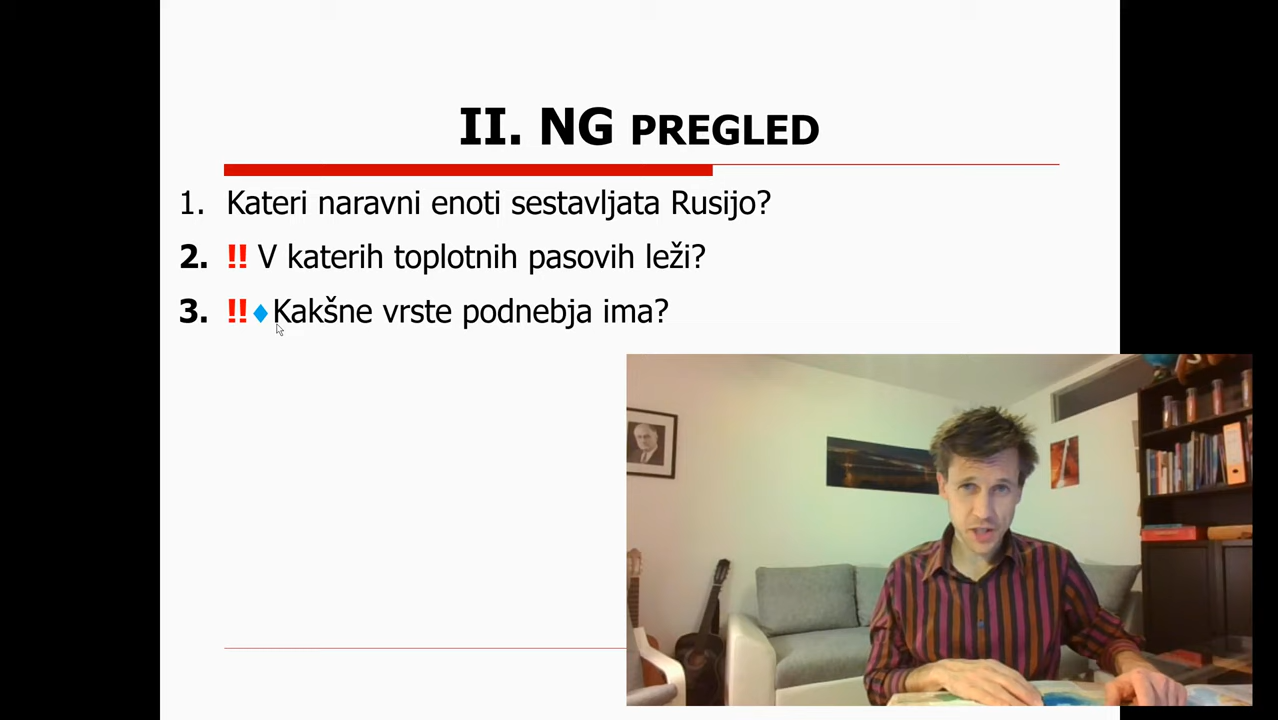 II. NG PREGLED
1. Kateri naravni enoti sestavljata Rusijo?
2. !! V katerih toplotnih pasovih leži?
3. !! ♦Kakšne vrste podnebja ima?